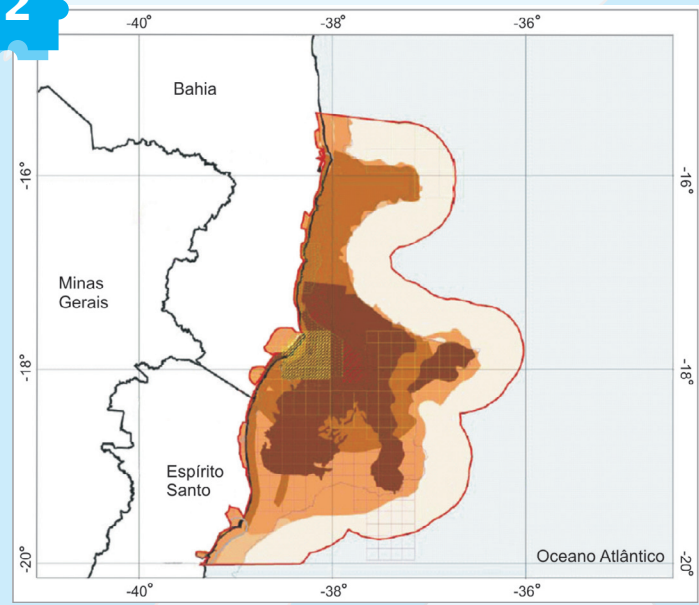 2
-40° -38° -36°
Bahia
-16° -16°
Minas
Gerais
-18° -18°
Espírito
Santo
Oceano Atlântico
-20° -20°
-40° -38° -36°